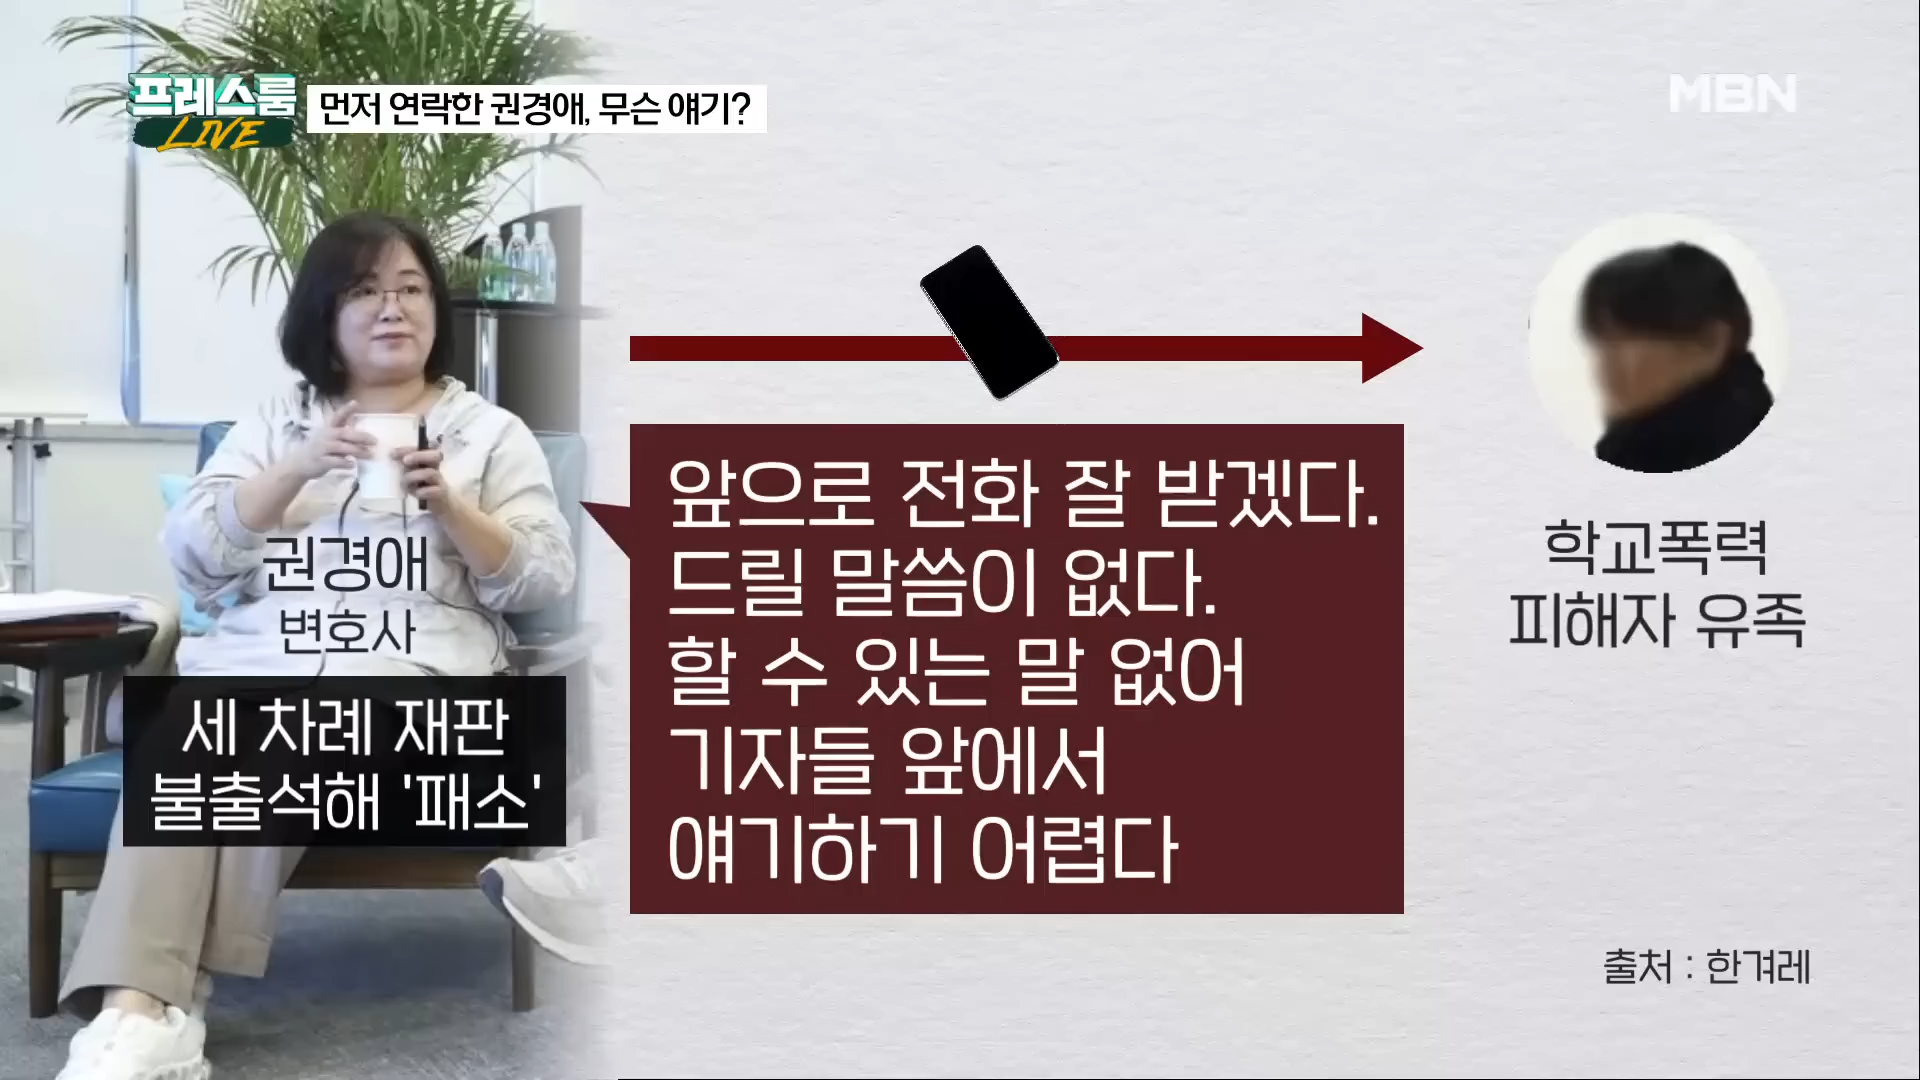 프레스룸
LIVE
먼저 연락한 권경애, 무슨 얘기?
MBN
앞으로 전화 잘 받겠다.
드릴 말씀이 없다.
할 수 있는 말 없어
기자들 앞에서
얘기하기 어렵다
권경애
변호사
세 차례 재판
불출석해 '패소'
학교폭력
피해자 유족
출처 : 한겨레